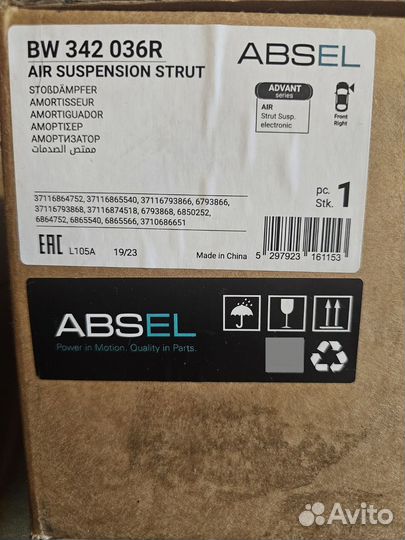 BW 342 036R
AIR SUSPENSION STRUT
ABSEL
STOẞDÄMPFER
AMORTISSEUR
AMORTIGUADOR
ΑΜΟΡΤΙΣΕΡ
АМОРТИЗАТОР
ممتص الصدمات
ADVANT
series
AIR
Strut Susp.
electronic
Front
Right
37116864752, 37116865540, 37116793866, 6793866,
37116793868, 37116874518, 6793868, 6850252,
6864752, 6865540, 6865566, 3710686651
pc.
Stk.
1
EAC
L105A
19/23
Made in China
5 297923 161153
ABSEL
Power in Motion. Quality in Parts.
Avito